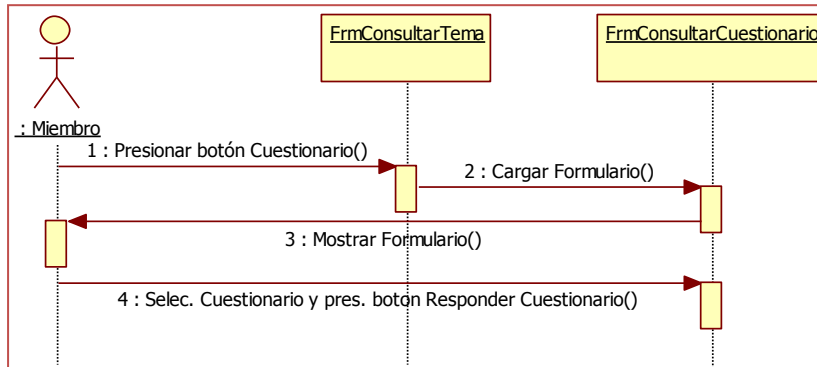 FrmConsultarTema
FrmConsultarCuestionario
: Miembro
1 : Presionar botón Cuestionario()
2 : Cargar Formulario()
3 : Mostrar Formulario()
4 : Selec. Cuestionario y pres. botón Responder Cuestionario()